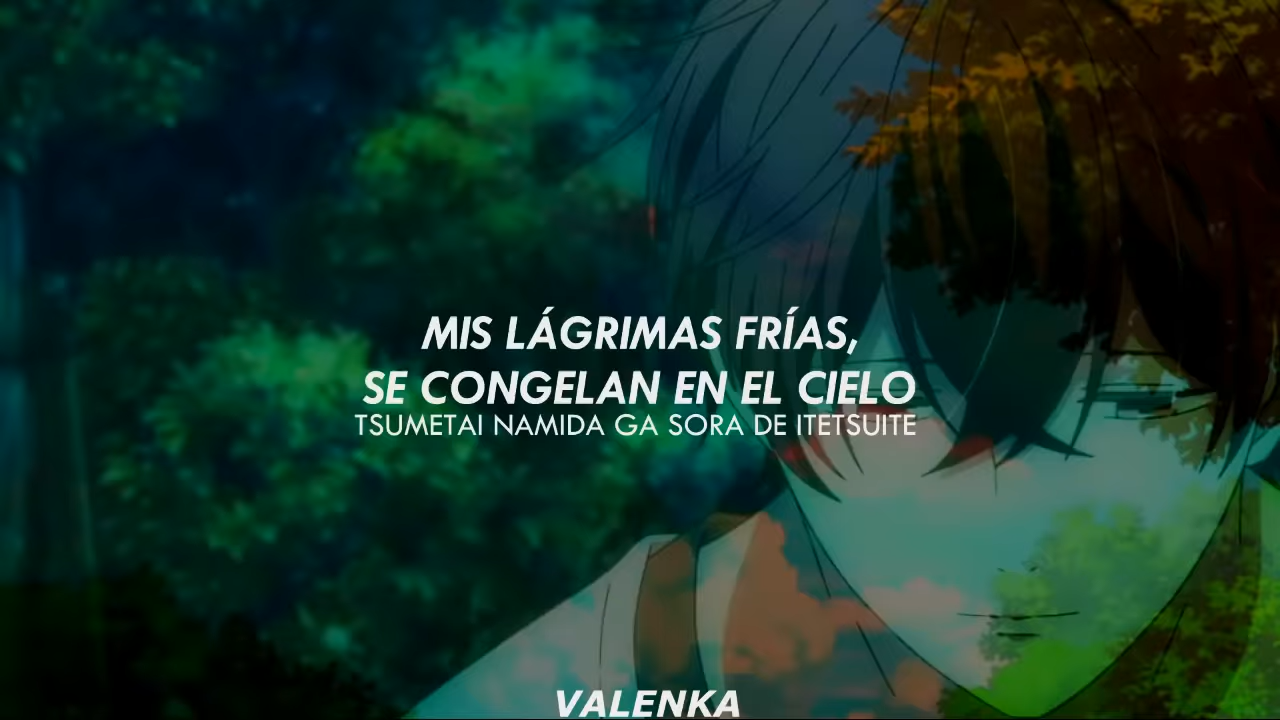 MIS LÁGRIMAS FRÍAS,
SE CONGELAN EN EL CIELO
TSUMETAI NAMIDA GA SORA DE ITETSUITE
VALENKA